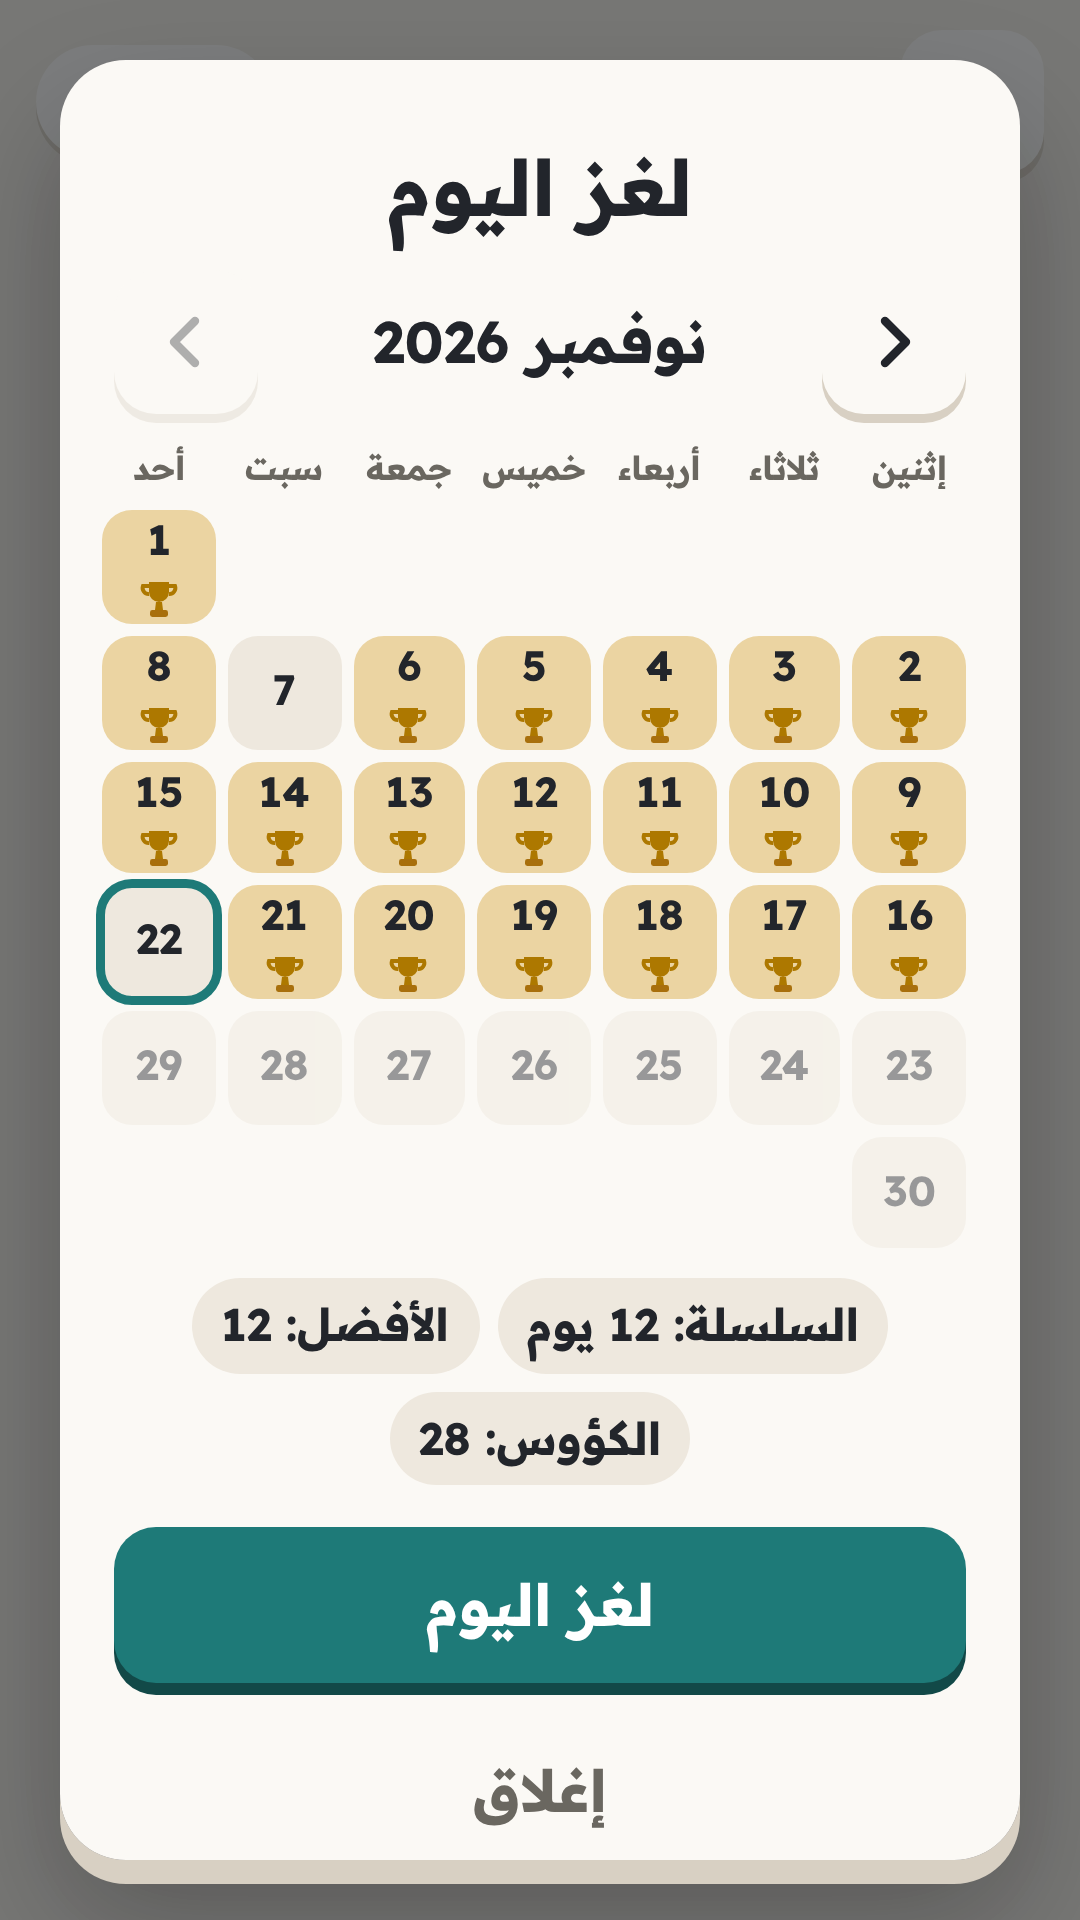 لغز اليوم
نوفمبر 2026
إثنين ثلاثاء أربعاء خميس جمعة سبت أحد
1
2 3 4 5 6 7 8
9 10 11 12 13 14 15
16 17 18 19 20 21 22
23 24 25 26 27 28 29
30
السلسلة: 12 يوم الأفضل: 12
الكؤوس: 28
لغز اليوم
إغلاق